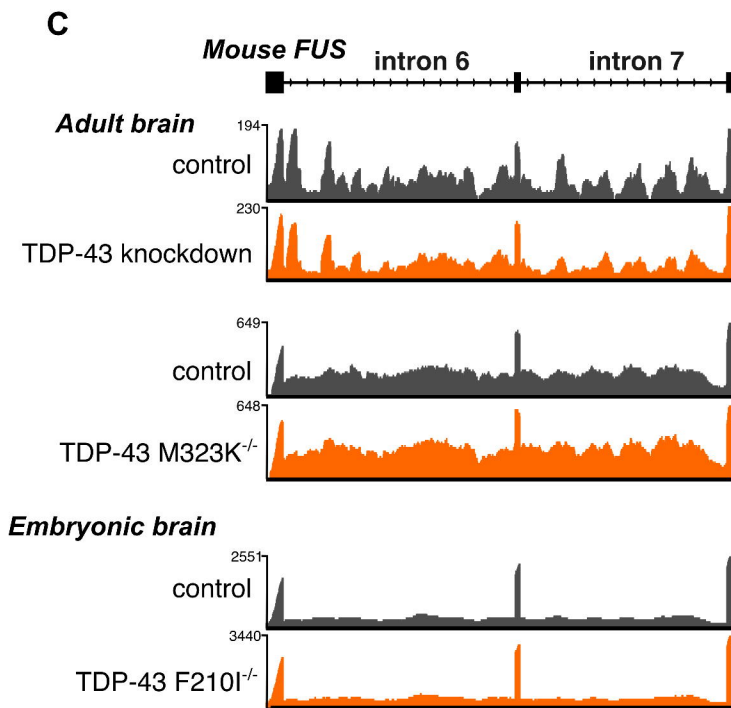 C
Mouse FUS
intron 6 intron 7
Adult brain
194
control
230
TDP-43 knockdown
649
control
648
TDP-43 M323K-/-
Embryonic brain
2551
control
3440
TDP-43 F210I-/-